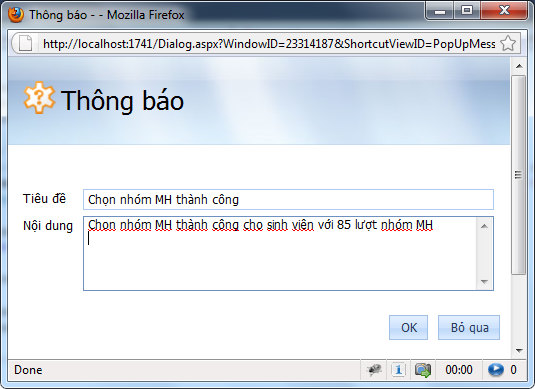 Thông báo - - Mozilla Firefox
http://localhost:1741/Dialog.aspx?WindowID=23314187&ShortcutViewID=PopUpMess
Thông báo
Tiêu đề Chọn nhóm MH thành công
Nội dung Chọn nhóm MH thành công cho sinh viên với 85 lượt nhóm MH
OK Bỏ qua
Done 00:00 0